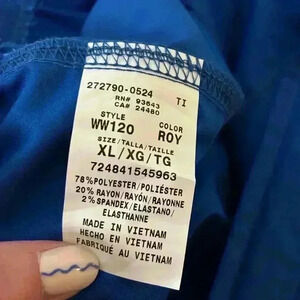 272790-0524 TI
RN# 93643
CA# 24480
STYLE COLOR
WW120 ROY
SIZE/TALLA/TAILLE
XL/XG/TG
724841545963
78%POLYESTER/POLIÉSTER
20% RAYON/RAYÓN/RAYONNE
2% SPANDEX/ELASTANO/
ELASTHANNE
MADE IN VIETNAM
HECHO EN VIETNAM
FABRIQUÉ AU VIETNAM